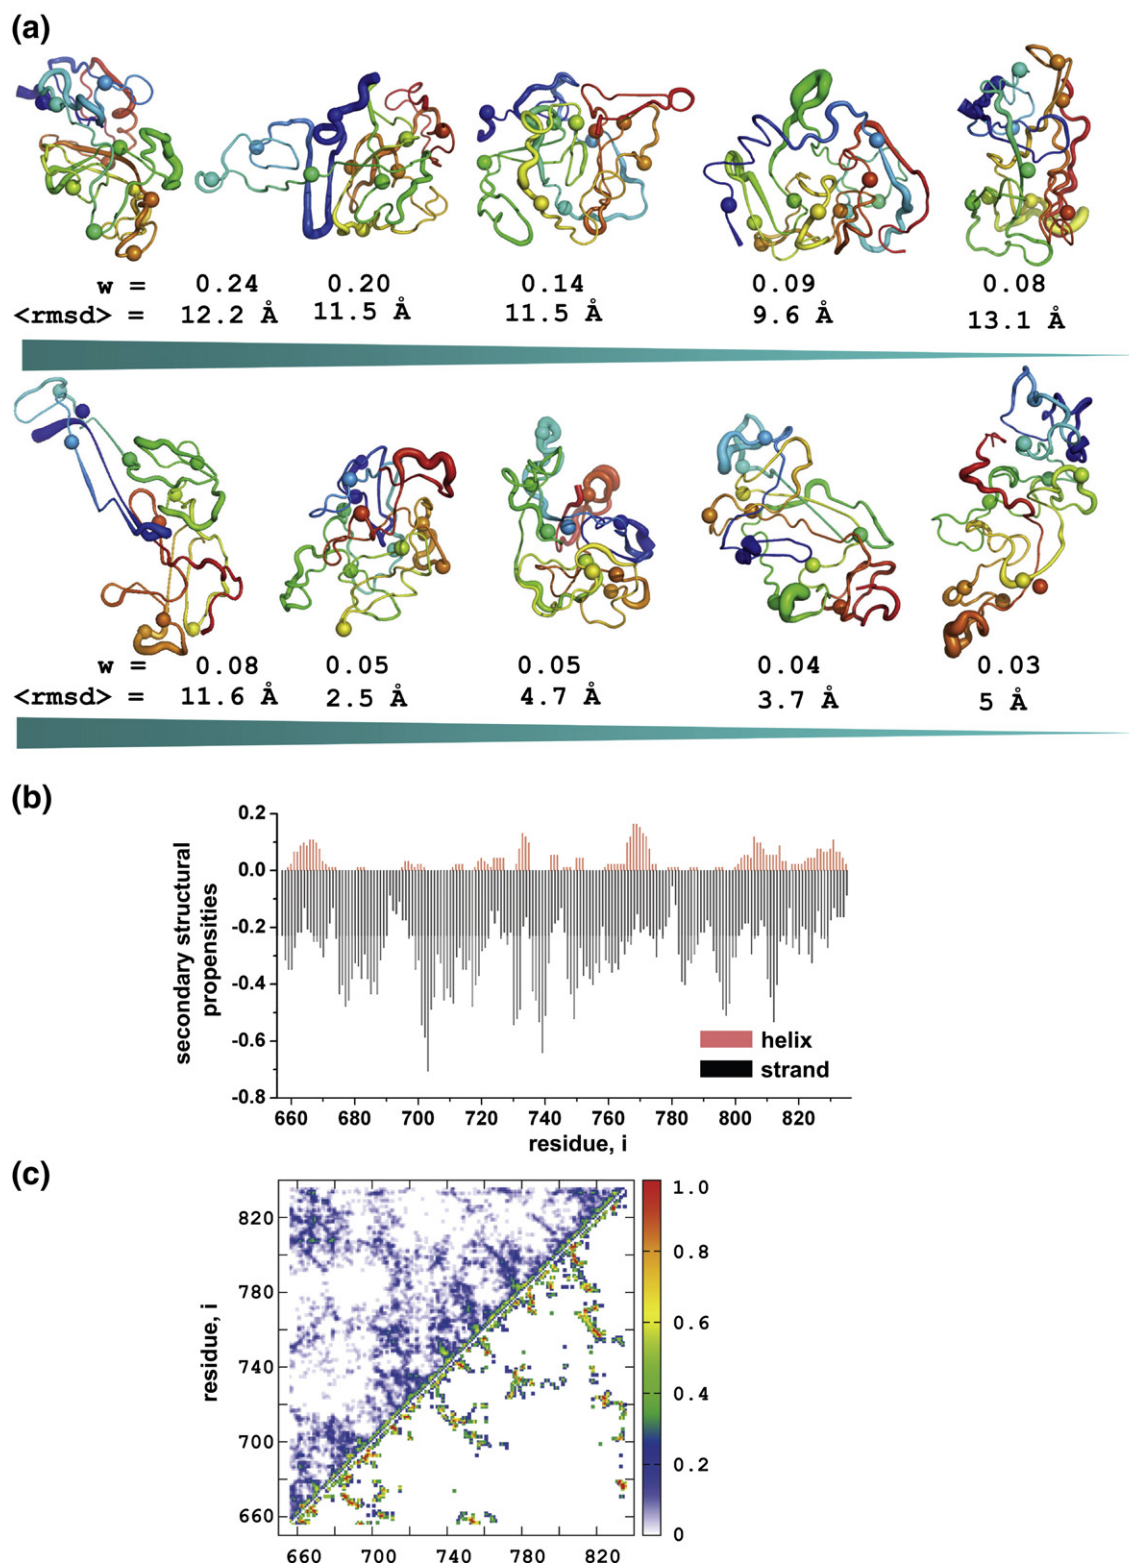 (a)
w = 0.24 0.20 0.14 0.09 0.08
<rmsd> = 12.2 Å 11.5 Å 11.5 Å 9.6 Å 13.1 Å
w = 0.08 0.05 0.05 0.04 0.03
<rmsd> = 11.6 Å 2.5 Å 4.7 Å 3.7 Å 5 Å
(b)
secondary structural
propensities
0.2
0.0
-0.2
-0.4
-0.6
-0.8
helix
strand
660 680 700 720 740 760 780 800 820
residue, i
(c)
residue, i
820
780
740
700
660
660 700 740 780 820
1.0
0.8
0.6
0.4
0.2
0